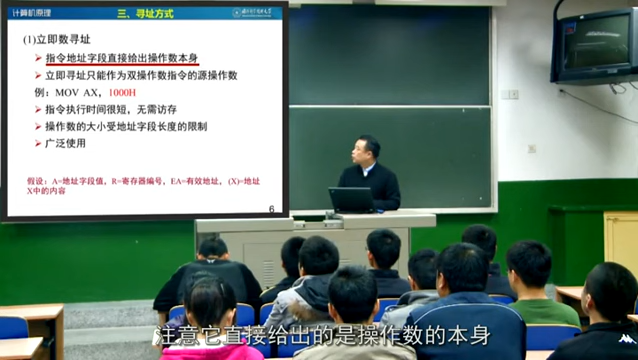 计算机原理
三、寻址方式
(1)立即数寻址
指令地址字段直接给出操作数本身
立即寻址只能作为双操作数指令的源操作数
例：MOV AX，1000H
指令执行时间很短，无需访存
操作数的大小受地址字段长度的限制
广泛使用
假设：A=地址字段值，R=寄存器编号，EA=有效地址，(X)=地址
X中的内容
6
注意它直接给出的是操作数的本身